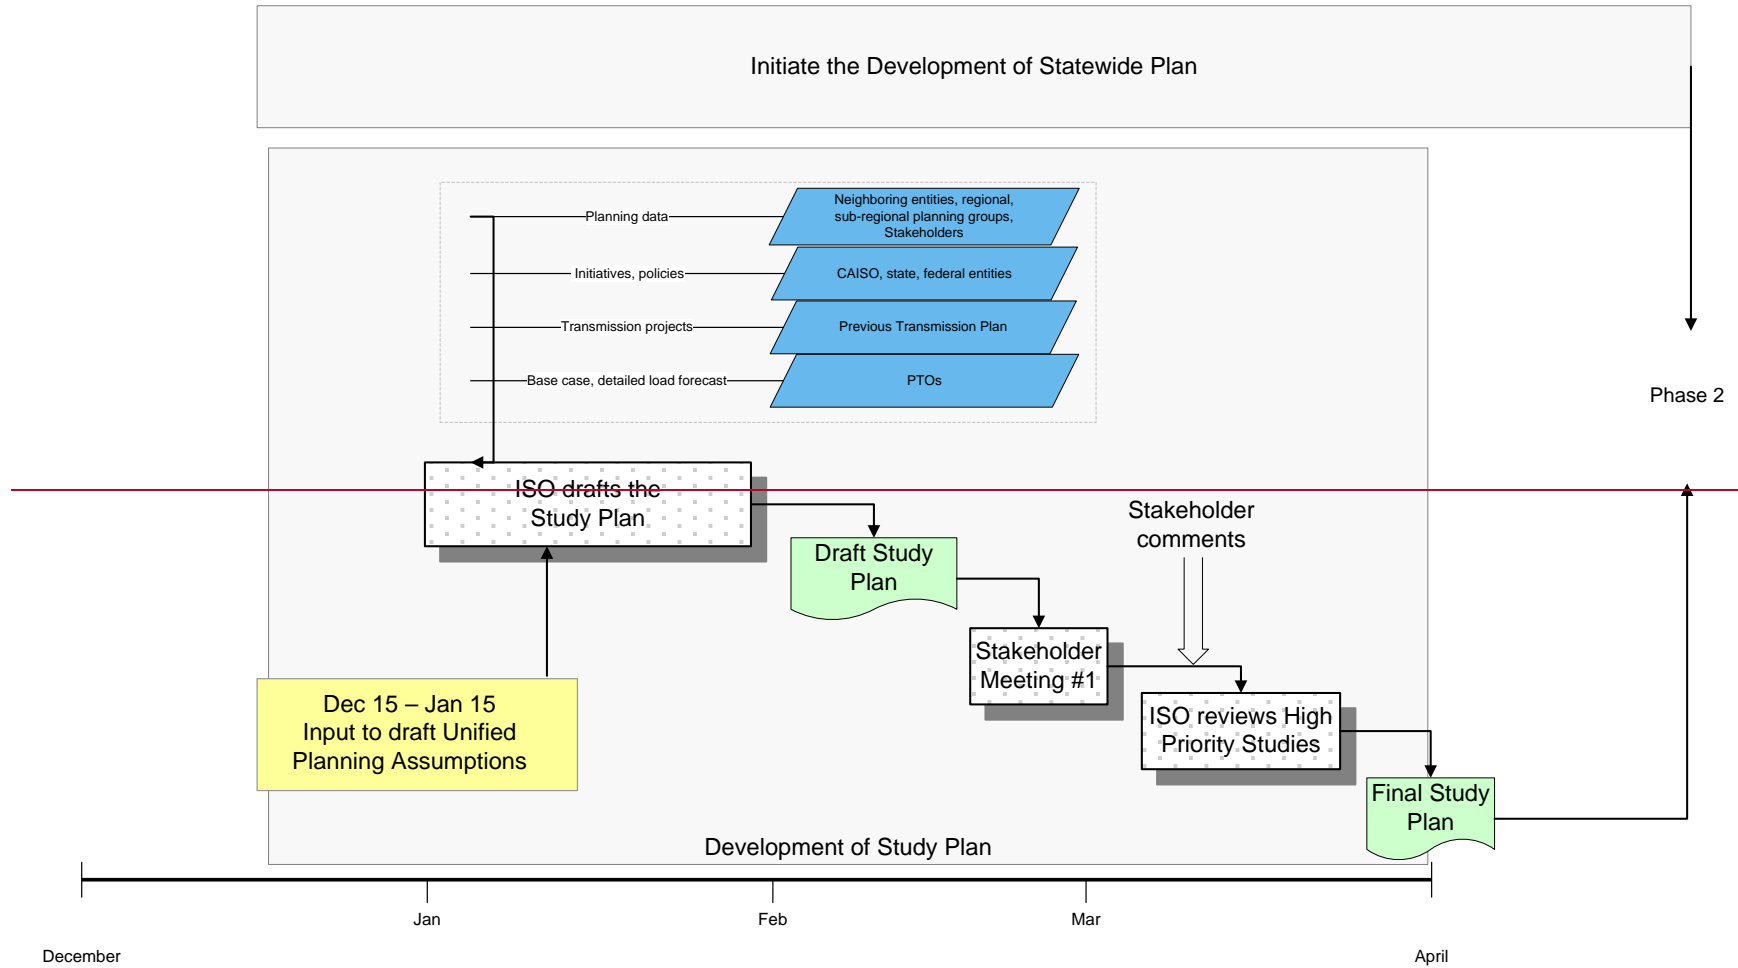 Initiate the Development of Statewide Plan
Planning data
Neighboring entities, regional,
sub-regional planning groups,
Stakeholders
Initiatives, policies
CAISO, state, federal entities
Transmission projects
Previous Transmission Plan
Base case, detailed load forecast
PTOs
Phase 2
ISO drafts the
Study Plan
Stakeholder
comments
Draft Study
Plan
Stakeholder
Meeting #1
Dec 15 – Jan 15
Input to draft Unified
Planning Assumptions
ISO reviews High
Priority Studies
Final Study
Plan
Development of Study Plan
Jan
Feb
Mar
December
April